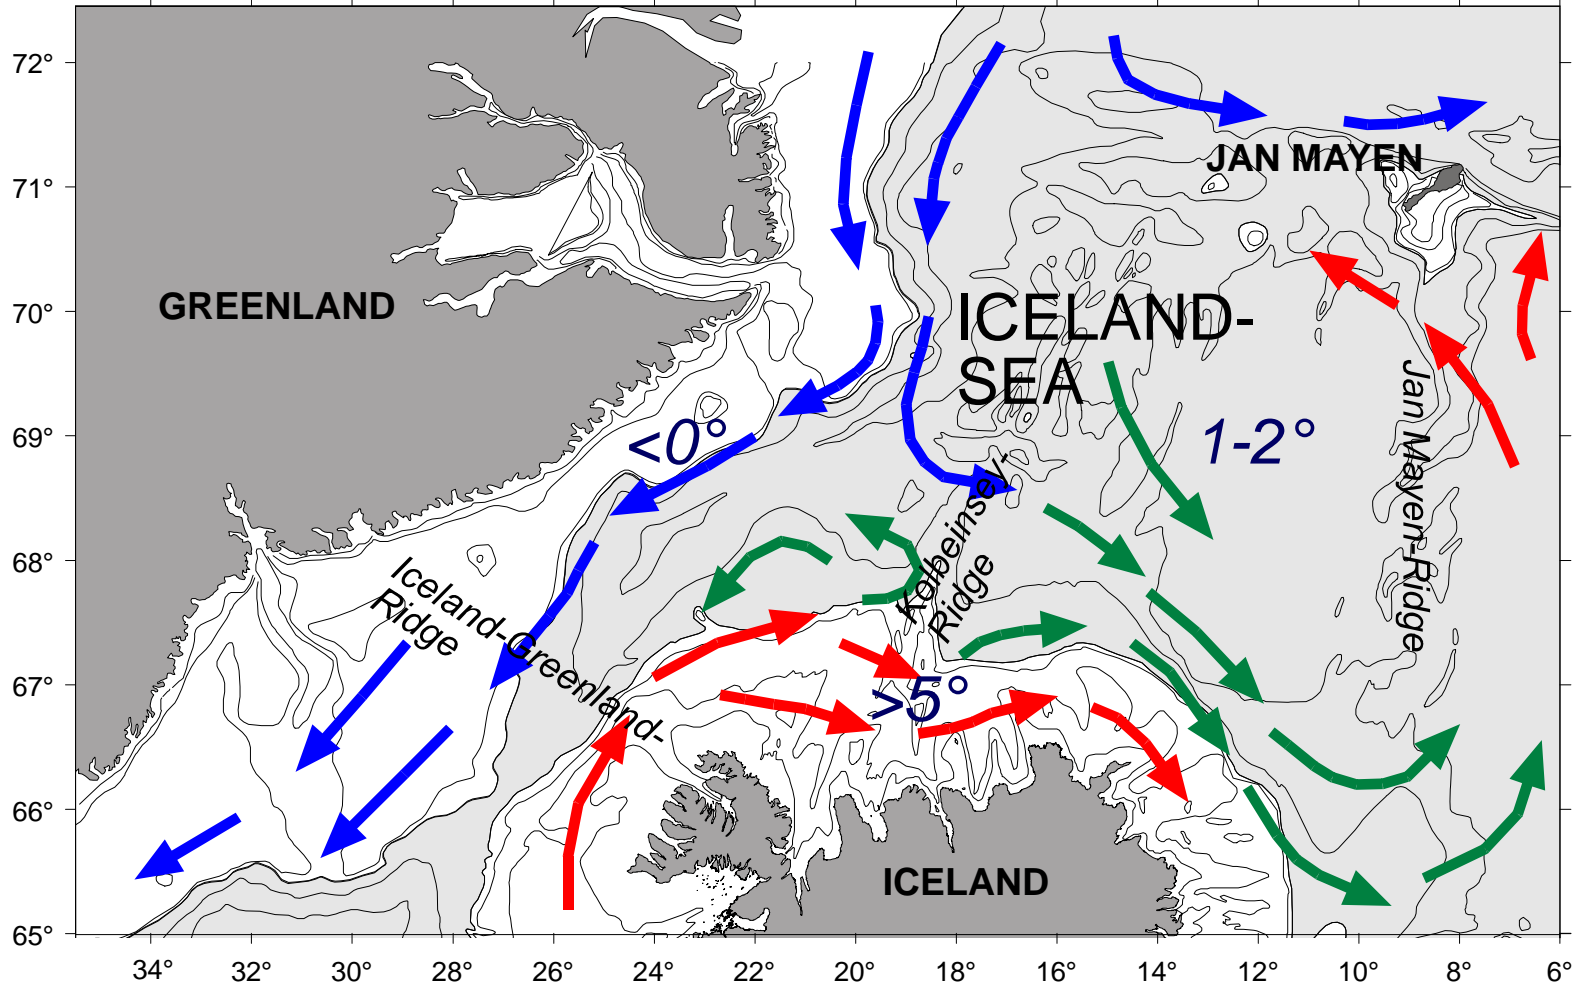 72°
71°
JAN MAYEN
70°
GREENLAND
ICELAND-
SEA
69°
<0°
1-2°
Jan Mayen-Ridge
68°
Kolbeinsey-
Ridge
Iceland-Greenland-
Ridge
67°
>5°
66°
ICELAND
65°
34° 32° 30° 28° 26° 24° 22° 20° 18° 16° 14° 12° 10° 8° 6°